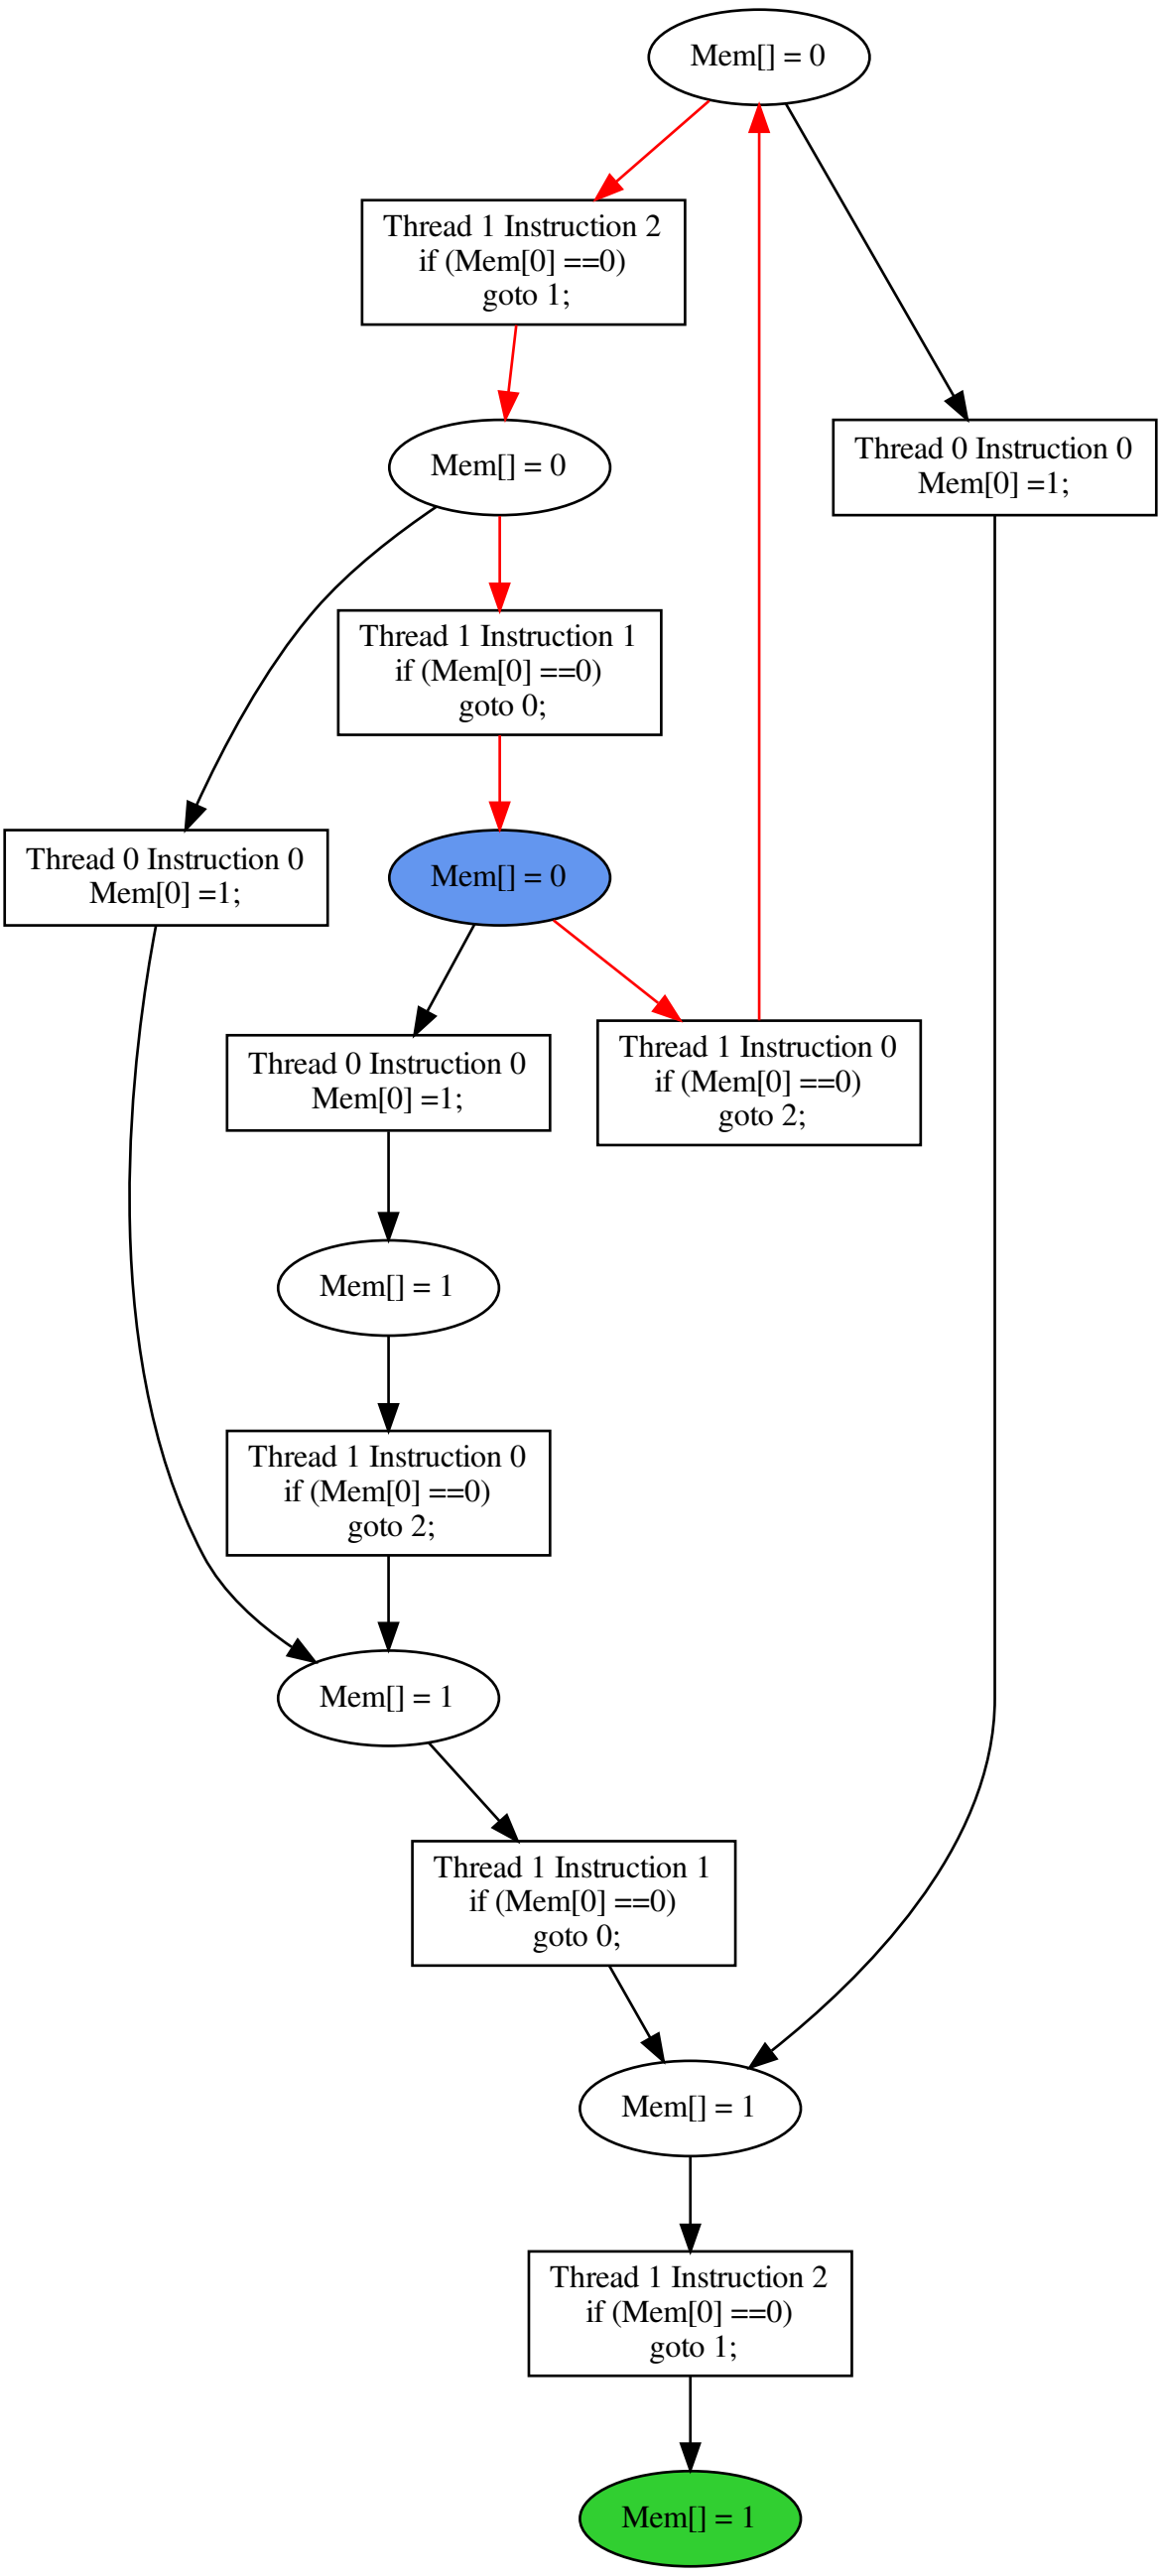 Mem[] = 0
Thread 1 Instruction 2
if (Mem[0] ==0)
goto 1;
Mem[] = 0
Thread 0 Instruction 0
Mem[0] =1;
Thread 1 Instruction 1
if (Mem[0] ==0)
goto 0;
Thread 0 Instruction 0
Mem[0] =1;
Mem[] = 0
Thread 0 Instruction 0
Mem[0] =1;
Thread 1 Instruction 0
if (Mem[0] ==0)
goto 2;
Mem[] = 1
Thread 1 Instruction 0
if (Mem[0] ==0)
goto 2;
Mem[] = 1
Thread 1 Instruction 1
if (Mem[0] ==0)
goto 0;
Mem[] = 1
Thread 1 Instruction 2
if (Mem[0] ==0)
goto 1;
Mem[] = 1